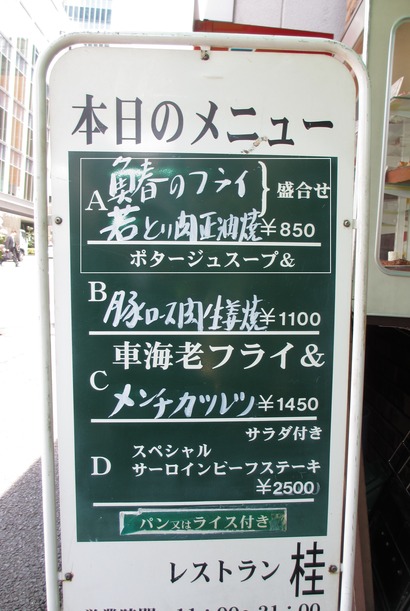 本日のメニュー
A 鰆のフライ } 盛合せ
若とり肉正油焼 ¥850
ポタージュスープ&
B 豚ロース肉生姜焼 ¥1100
車海老フライ&
C メンチカツレツ ¥1450
サラダ付き
D スペシャル
サーロインビーフステーキ
¥2500
パン又はライス付き
レストラン 桂